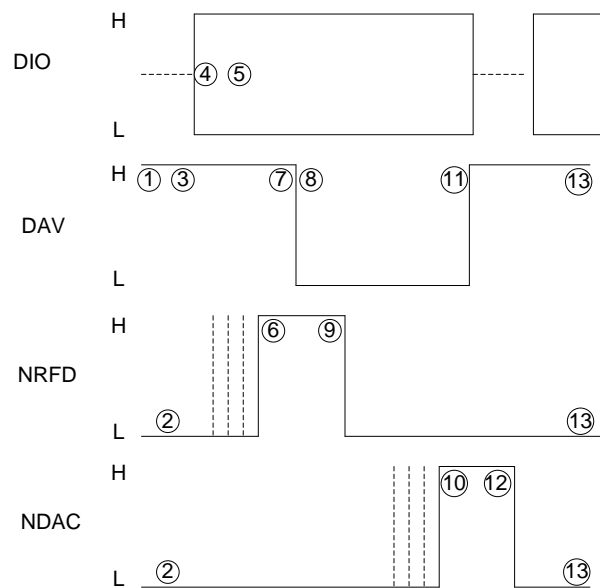 H
DIO
④ ⑤
L
H
① ③ ⑦ ⑧ ⑪ ⑬
DAV
L
H
⑥ ⑨
NRFD
② ⑬
L
H
⑩ ⑫
NDAC
② ⑬
L